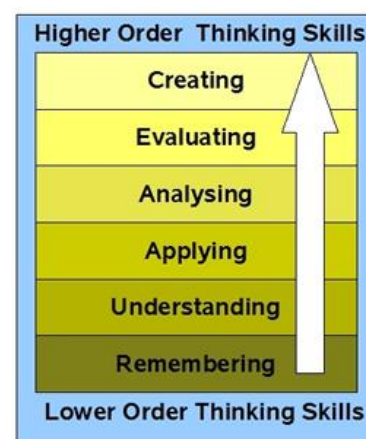 Higher Order Thinking Skills
Creating
Evaluating
Analysing
Applying
Understanding
Remembering
Lower Order Thinking Skills